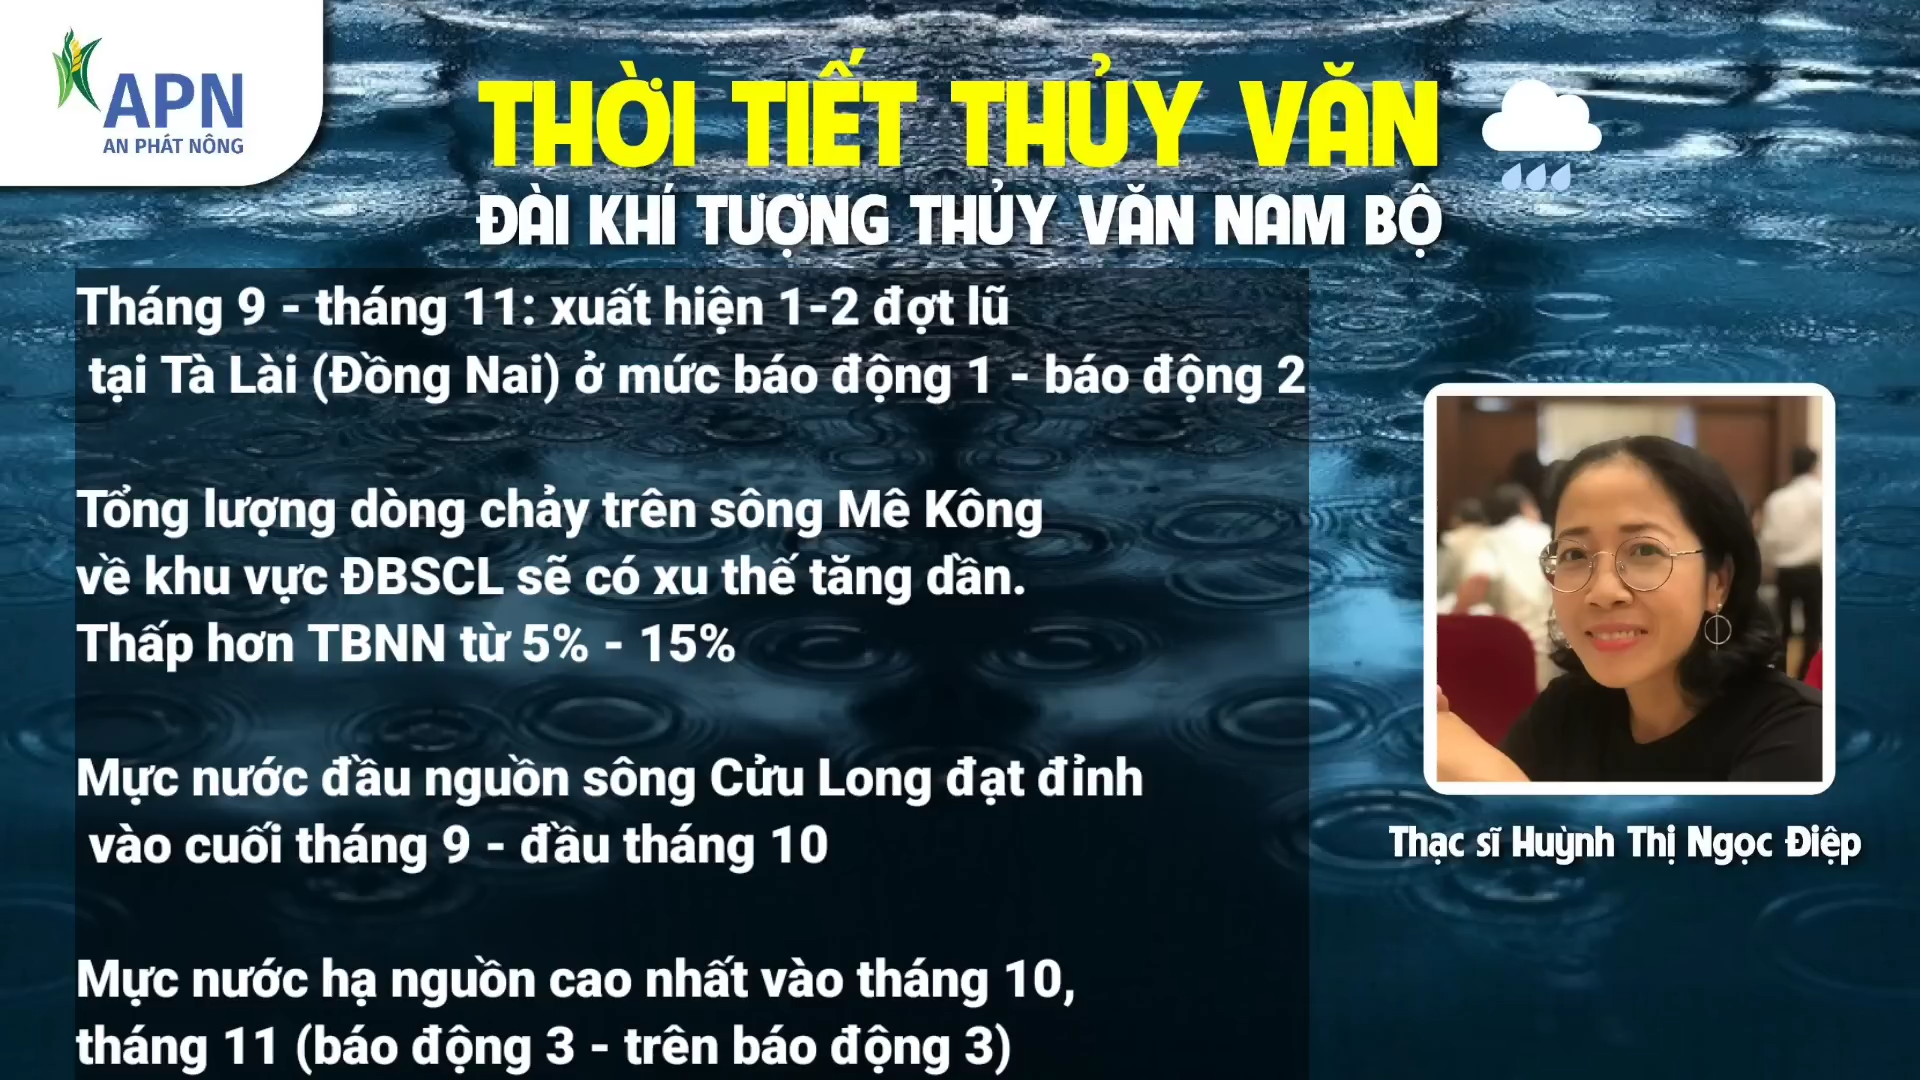 APN
AN PHÁT NÔNG
THỜI TIẾT THỦY VĂN
ĐÀI KHÍ TƯỢNG THỦY VĂN NAM BỘ
Tháng 9 - tháng 11: xuất hiện 1-2 đợt lũ
tại Tà Lài (Đồng Nai) ở mức báo động 1 - báo động 2
Tổng lượng dòng chảy trên sông Mê Kông
về khu vực ĐBSCL sẽ có xu thế tăng dần.
Thấp hơn TBNN từ 5% - 15%
Mực nước đầu nguồn sông Cửu Long đạt đỉnh
vào cuối tháng 9 - đầu tháng 10
Mực nước hạ nguồn cao nhất vào tháng 10,
tháng 11 (báo động 3 - trên báo động 3)
Thạc sĩ Huỳnh Thị Ngọc Điệp